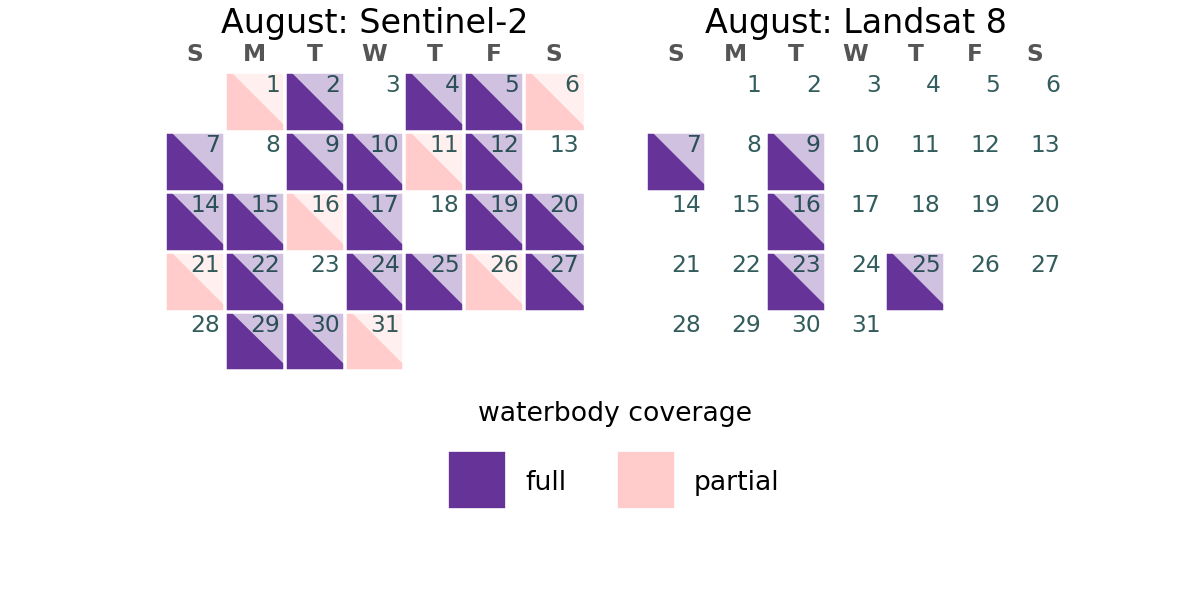 August: Sentinel-2
S M T W T F S
1 2 3 4 5 6
7 8 9 10 11 12 13
14 15 16 17 18 19 20
21 22 23 24 25 26 27
28 29 30 31
August: Landsat 8
S M T W T F S
1 2 3 4 5 6
7 8 9 10 11 12 13
14 15 16 17 18 19 20
21 22 23 24 25 26 27
28 29 30 31
waterbody coverage
full partial